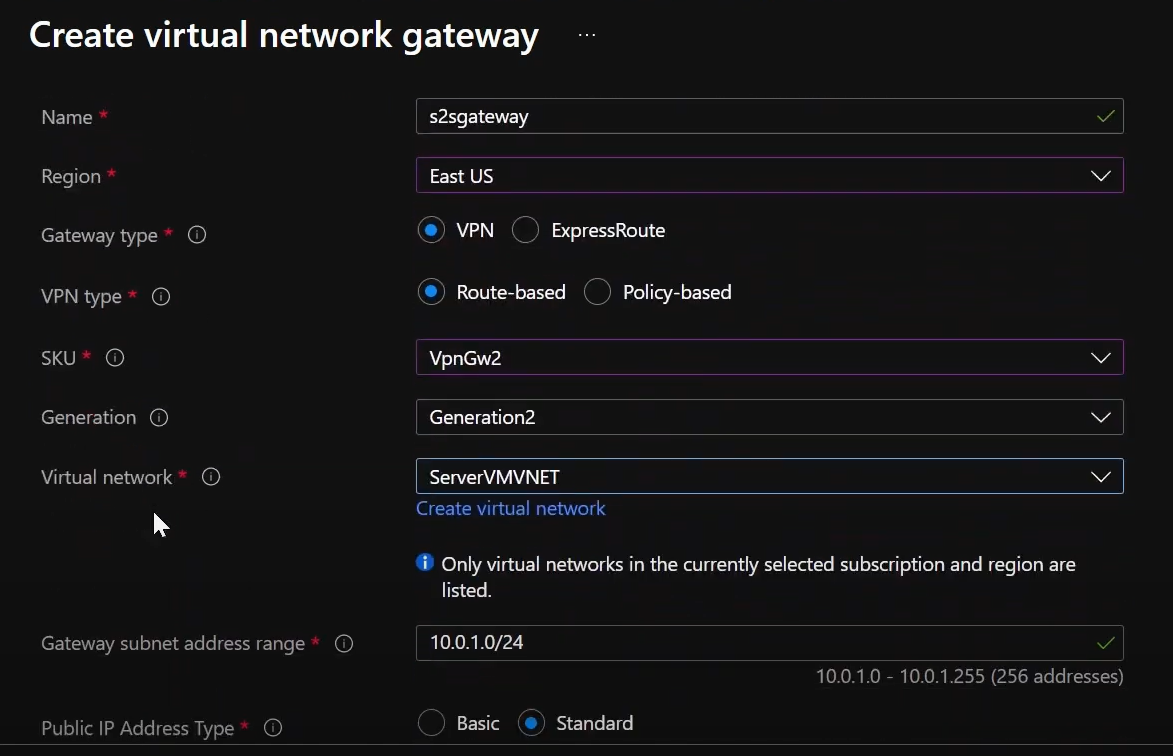 Create virtual network gateway ...
Name * s2sgateway
Region * East US
Gateway type * VPN ExpressRoute
VPN type * Route-based Policy-based
SKU * VpnGw2
Generation Generation2
Virtual network * ServerVMVNET
Create virtual network
Only virtual networks in the currently selected subscription and region are
listed.
Gateway subnet address range * 10.0.1.0/24
10.0.1.0 - 10.0.1.255 (256 addresses)
Public IP Address Type * Basic Standard